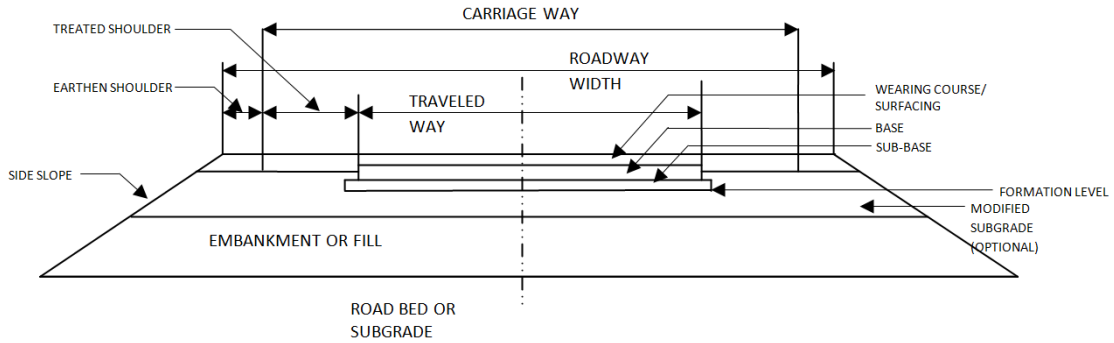 CARRIAGE WAY
TREATED SHOULDER
ROADWAY
WIDTH
EARTHEN SHOULDER
WEARING COURSE/
SURFACING
TRAVELED
WAY
BASE
SUB-BASE
SIDE SLOPE
FORMATION LEVEL
MODIFIED
SUBGRADE
(OPTIONAL)
EMBANKMENT OR FILL
ROAD BED OR
SUBGRADE